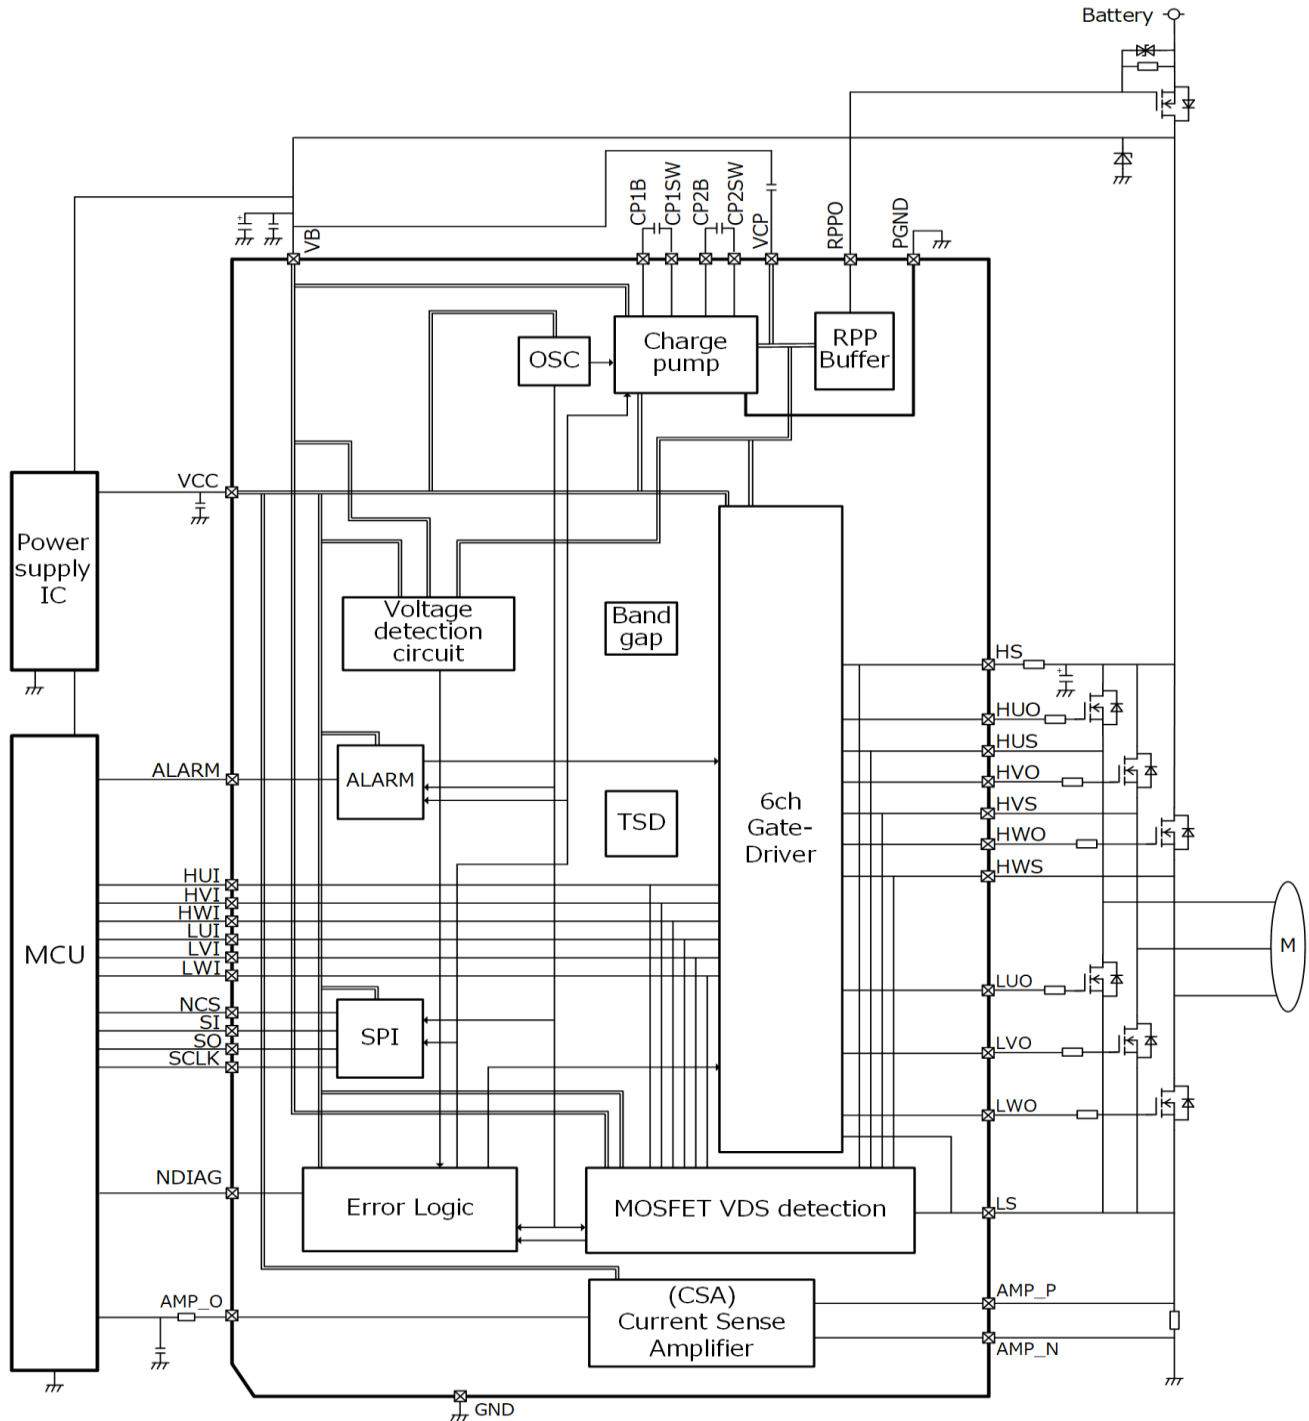 Battery
CP1B
CP1SW
CP2B
CP2SW
VCP
RPPO
PGND
VB
OSC
Charge
pump
RPP
Buffer
VCC
Power
supply
IC
Voltage
detection
circuit
Band
gap
HS
HUO
HUS
HVO
HVS
HWO
HWS
ALARM
ALARM
TSD
6ch
Gate-
Driver
HUI
HVI
HWI
LUI
LVI
LWI
MCU
M
NCS
SI
SO
SCLK
SPI
LUO
LVO
LWO
NDIAG
Error Logic
MOSFET VDS detection
LS
AMP_O
(CSA)
Current Sense
Amplifier
AMP_P
AMP_N
GND